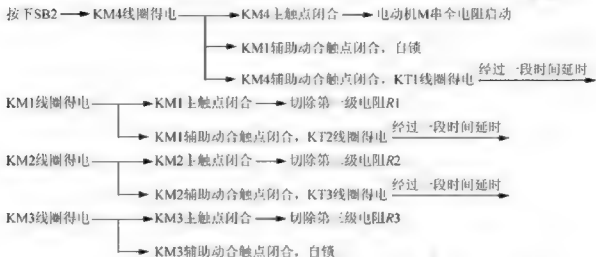 按下SB2 → KM4线圈得电 → KM4主触点闭合 → 电动机M串全电阻启动
→ KM1辅助动合触点闭合,自锁
→ KM4辅助动合触点闭合,KT1线圈得电 经过一段时间延时 →
KM1线圈得电 → KM1主触点闭合 → 切除第一级电阻R1
→ KM1辅助动合触点闭合,KT2线圈得电 经过一段时间延时 →
KM2线圈得电 → KM2主触点闭合 → 切除第二级电阻R2
→ KM2辅助动合触点闭合,KT3线圈得电 经过一段时间延时 →
KM3线圈得电 → KM3主触点闭合 → 切除第三级电阻R3
→ KM3辅助动合触点闭合,自锁